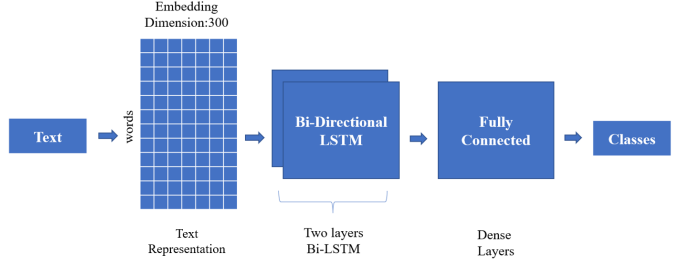 Embedding
Dimension:300
Text
words
Bi-Directional
LSTM
Fully
Connected
Classes
Text
Representation
Two layers
Bi-LSTM
Dense
Layers